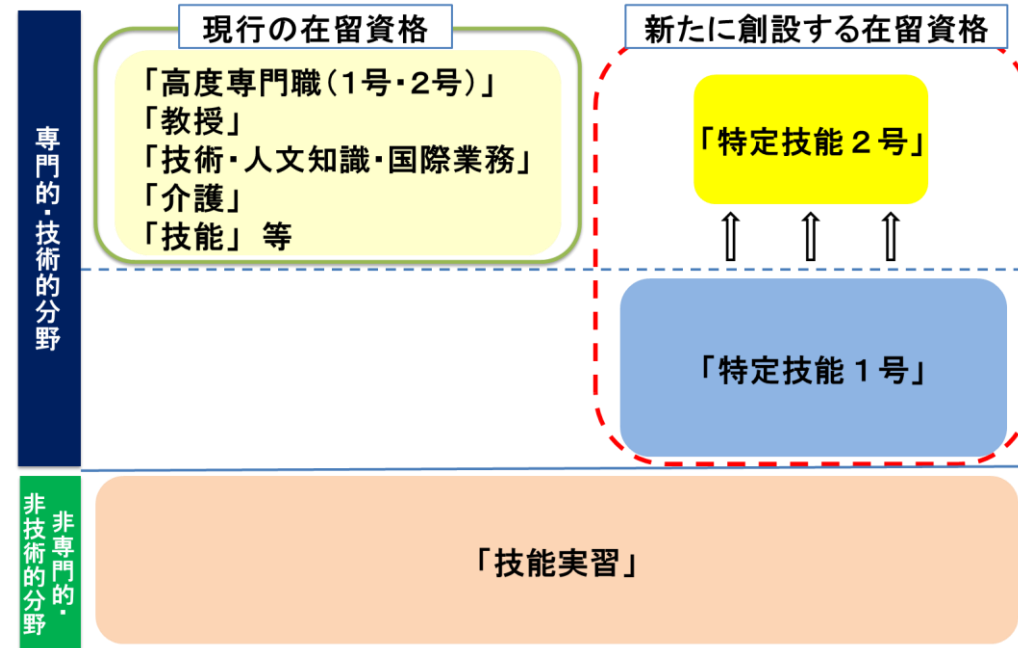 現行の在留資格
新たに創設する在留資格
専門的・技術的分野
「高度専門職（１号・２号）」
「教授」
「技術・人文知識・国際業務」
「介護」
「技能」 等
「特定技能２号」
「特定技能１号」
非専門的・
非技術的分野
「技能実習」